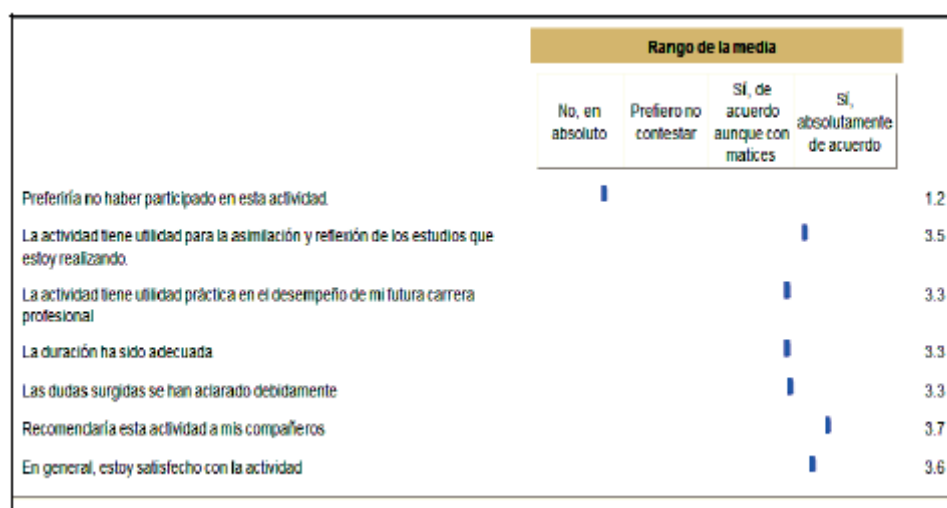 Rango de la media
No, en
absoluto
Prefiero no
contestar
Sí, de
acuerdo
aunque con
matices
Sí,
absolutamente
de acuerdo
Preferiría no haber participado en esta actividad. 1.2
La actividad tiene utilidad para la asimilación y reflexión de los estudios que 3.5
estoy realizando.
La actividad tiene utilidad práctica en el desempeño de mi futura carrera 3.3
profesional
La duración ha sido adecuada 3.3
Las dudas surgidas se han aclarado debidamente 3.3
Recomendaría esta actividad a mis compañeros 3.7
En general, estoy satisfecho con la actividad 3.6